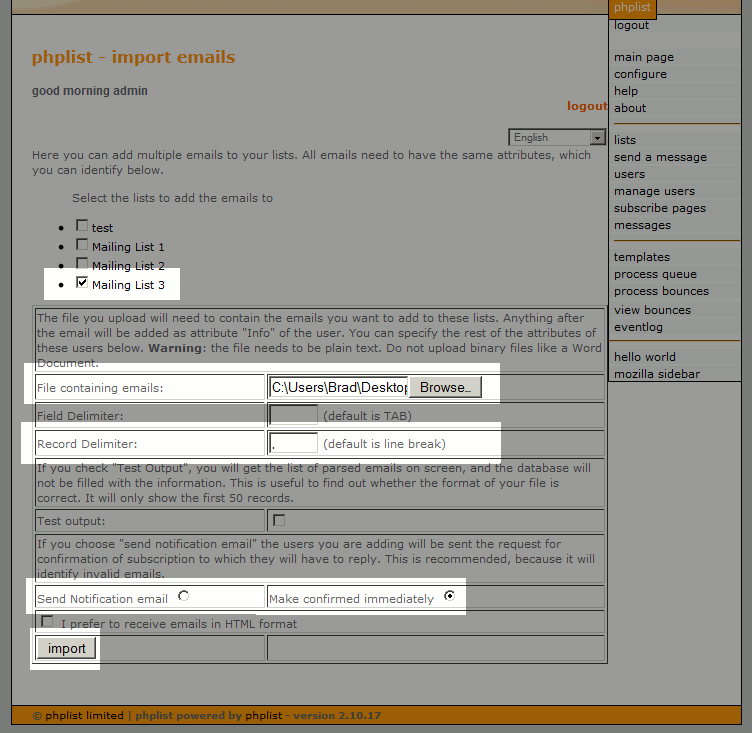 phplist
logout
main page
configure
help
about
lists
send a message
users
manage users
subscribe pages
messages
templates
process queue
process bounces
view bounces
eventlog
hello world
mozilla sidebar
phplist - import emails
good morning admin
logout
English
Here you can add multiple emails to your lists. All emails need to have the same attributes, which
you can identify below.
Select the lists to add the emails to
test
Mailing List 1
Mailing List 2
Mailing List 3
The file you upload will need to contain the emails you want to add to these lists. Anything after
the email will be added as attribute "Info" of the user. You can specify the rest of the attributes of
these users below. Warning: the file needs to be plain text. Do not upload binary files like a Word
Document.
File containing emails: C:\Users\Brad\Desktop Browse..
Field Delimiter: (default is TAB)
Record Delimiter: , (default is line break)
If you check "Test Output", you will get the list of parsed emails on screen, and the database will
not be filled with the information. This is useful to find out whether the format of your file is
correct. It will only show the first 50 records.
Test output:
If you choose "send notification email" the users you are adding will be sent the request for
confirmation of subscription to which they will have to reply. This is recommended, because it will
identify invalid emails.
Send Notification email Make confirmed immediately
I prefer to receive emails in HTML format
import
© phplist limited | phplist powered by phplist - version 2.10.17